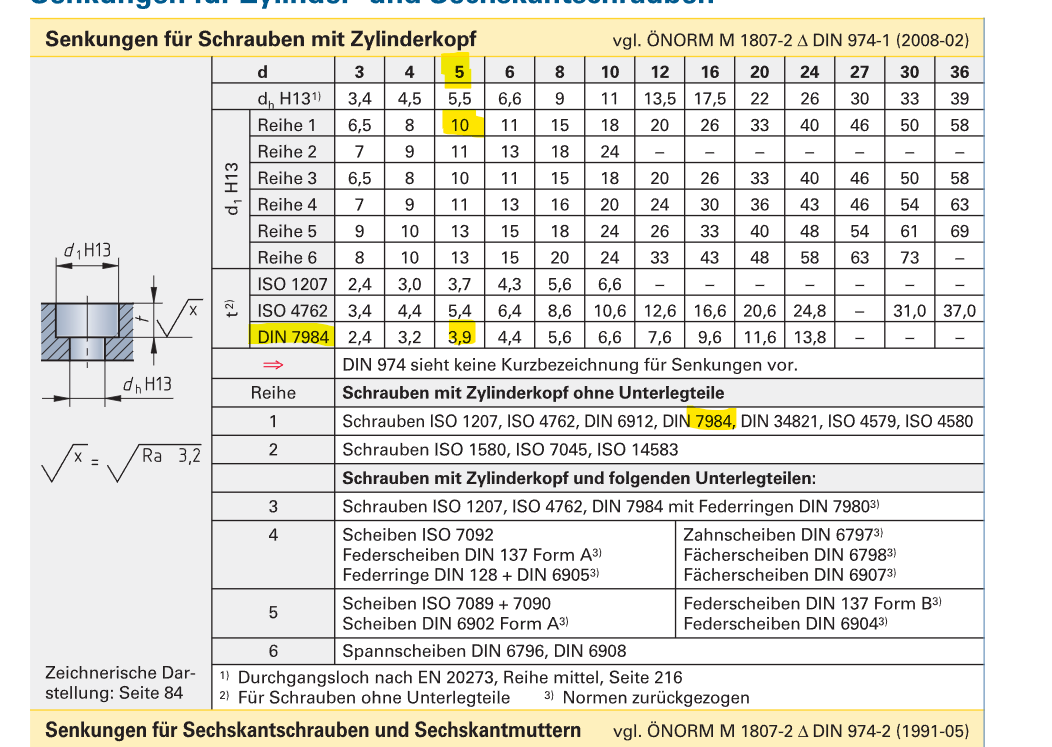 Senkungen für Zylinder- und Sechskantschrauben
Senkungen für Schrauben mit Zylinderkopf vgl. ÖNORM M 1807-2 Δ DIN 974-1 (2008-02)
d 3 4 5 6 8 10 12 16 20 24 27 30 36
dh H13¹⁾ 3,4 4,5 5,5 6,6 9 11 13,5 17,5 22 26 30 33 39
d₁ H13
Reihe 1 6,5 8 10 11 15 18 20 26 33 40 46 50 58
Reihe 2 7 9 11 13 18 24 – – – – – – –
Reihe 3 6,5 8 10 11 15 18 20 26 33 40 46 50 58
Reihe 4 7 9 11 13 16 20 24 30 36 43 46 54 63
Reihe 5 9 10 13 15 18 24 26 33 40 48 54 61 69
Reihe 6 8 10 13 15 20 24 33 43 48 58 63 73 –
t²⁾
ISO 1207 2,4 3,0 3,7 4,3 5,6 6,6 – – – – – – –
ISO 4762 3,4 4,4 5,4 6,4 8,6 10,6 12,6 16,6 20,6 24,8 – 31,0 37,0
DIN 7984 2,4 3,2 3,9 4,4 5,6 6,6 7,6 9,6 11,6 13,8 – – –
⇒ DIN 974 sieht keine Kurzbezeichnung für Senkungen vor.
Reihe Schrauben mit Zylinderkopf ohne Unterlegteile
1 Schrauben ISO 1207, ISO 4762, DIN 6912, DIN 7984, DIN 34821, ISO 4579, ISO 4580
2 Schrauben ISO 1580, ISO 7045, ISO 14583
Schrauben mit Zylinderkopf und folgenden Unterlegteilen:
3 Schrauben ISO 1207, ISO 4762, DIN 7984 mit Federringen DIN 7980³⁾
4
Scheiben ISO 7092
Federscheiben DIN 137 Form A³⁾
Federringe DIN 128 + DIN 6905³⁾
Zahnscheiben DIN 6797³⁾
Fächerscheiben DIN 6798³⁾
Fächerscheiben DIN 6907³⁾
5
Scheiben ISO 7089 + 7090
Scheiben DIN 6902 Form A³⁾
Federscheiben DIN 137 Form B³⁾
Federscheiben DIN 6904³⁾
6 Spannscheiben DIN 6796, DIN 6908
¹⁾ Durchgangsloch nach EN 20273, Reihe mittel, Seite 216
²⁾ Für Schrauben ohne Unterlegteile ³⁾ Normen zurückgezogen
d₁H13
t
x
dhH13
x = Ra 3,2
Zeichnerische Dar-
stellung: Seite 84
Senkungen für Sechskantschrauben und Sechskantmuttern vgl. ÖNORM M 1807-2 Δ DIN 974-2 (1991-05)